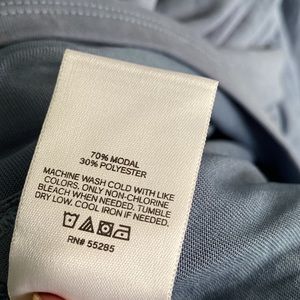 70% MODAL
30% POLYESTER
MACHINE WASH COLD WITH LIKE
COLORS. ONLY NON-CHLORINE
BLEACH WHEN NEEDED. TUMBLE
DRY LOW. COOL IRON IF NEEDED.
RN# 55285